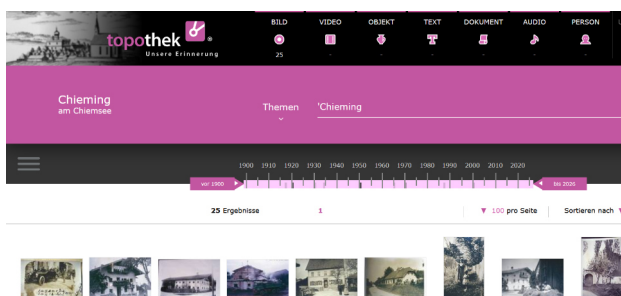 BILD VIDEO OBJEKT TEXT DOKUMENT AUDIO PERSON
topothek
Unsere Erinnerung
25 - - - - - -
Chieming
am Chiemsee
Themen 'Chieming
1900 1910 1920 1930 1940 1950 1960 1970 1980 1990 2000 2010 2020
vor 1900 bis 2026
25 Ergebnisse 1 ▼ 100 pro Seite Sortieren nach